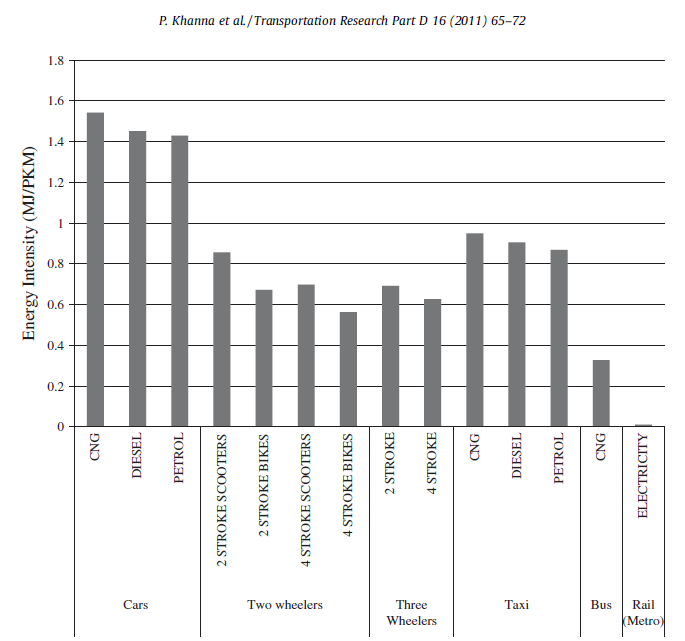 P. Khanna et al./Transportation Research Part D 16 (2011) 65–72
Energy Intensity (MJ/PKM)
1.8
1.6
1.4
1.2
1
0.8
0.6
0.4
0.2
0
CNG
DIESEL
PETROL
2 STROKE SCOOTERS
2 STROKE BIKES
4 STROKE SCOOTERS
4 STROKE BIKES
2 STROKE
4 STROKE
CNG
DIESEL
PETROL
CNG
ELECTRICITY
Cars
Two wheelers
Three
Wheelers
Taxi
Bus
Rail
(Metro)